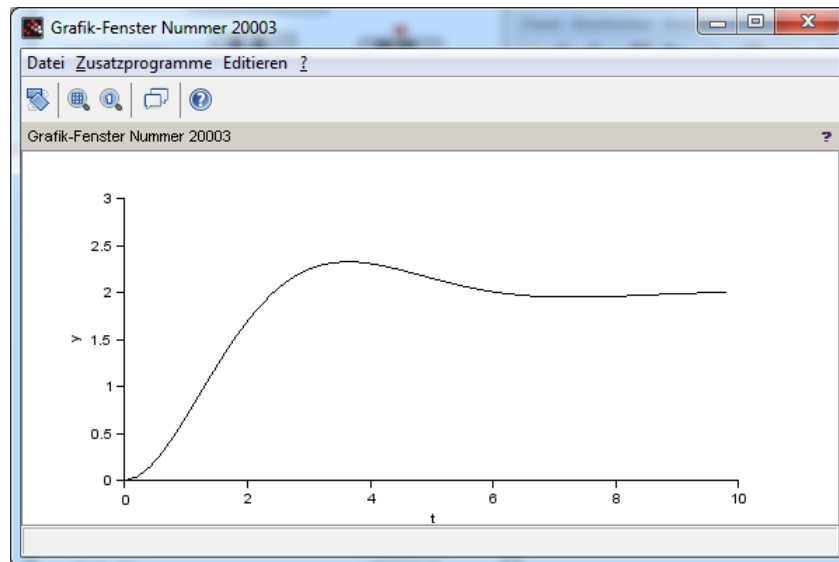 Grafik-Fenster Nummer 20003
Datei Zusatzprogramme Editieren ?
Grafik-Fenster Nummer 20003 ?
3
2.5
2
1.5
1
0.5
0
y
0 2 4 6 8 10
t